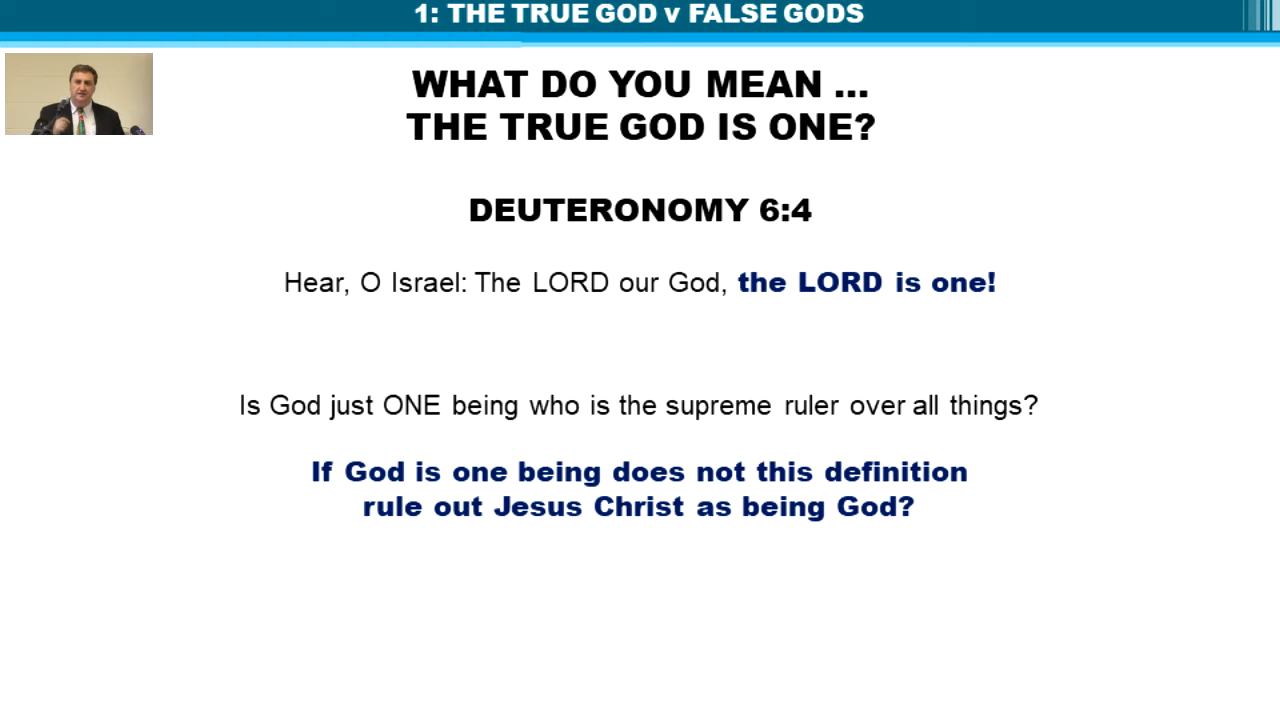 1: THE TRUE GOD v FALSE GODS
WHAT DO YOU MEAN ...
THE TRUE GOD IS ONE?
DEUTERONOMY 6:4
Hear, O Israel: The LORD our God, the LORD is one!
Is God just ONE being who is the supreme ruler over all things?
If God is one being does not this definition
rule out Jesus Christ as being God?